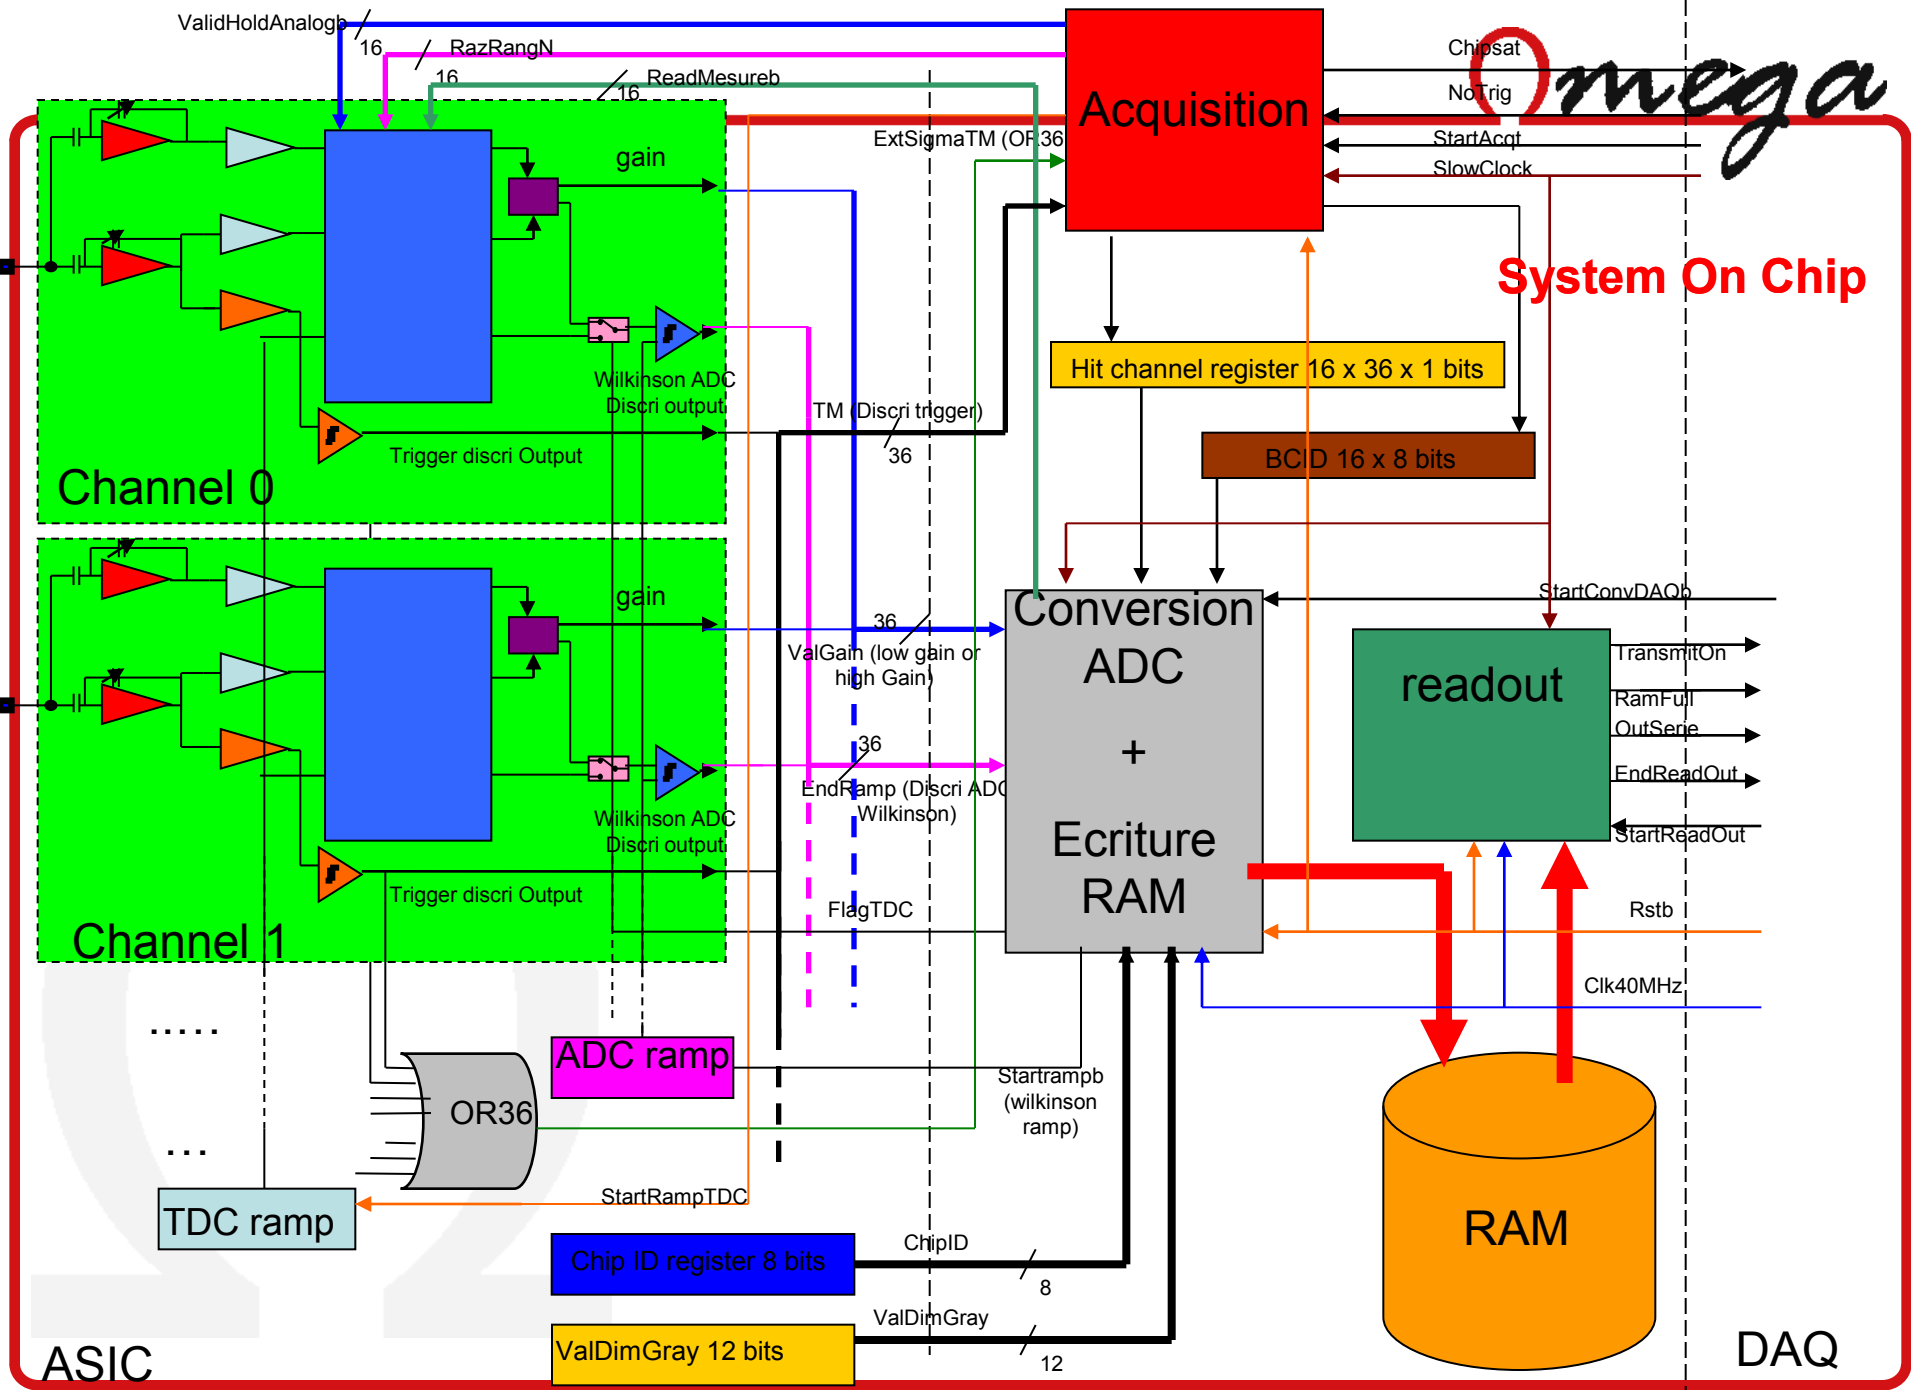 ValidHoldAnalogb
16
RazRangN
16
ReadMesureb
16
Acquisition
Chipsat
NoTrig
StartAcqt
SlowClock
Omega
ExtSigmaTM (OR36
gain
System On Chip
Hit channel register 16 x 36 x 1 bits
Wilkinson ADC
Discri output
TM (Discri trigger)
36
Trigger discri Output
BCID 16 x 8 bits
Channel 0
gain
36
ValGain (low gain or
high Gain)
Conversion
ADC
+
Ecriture
RAM
StartConvDAQb
readout
TransmitOn
RamFull
OutSerie
EndReadOut
StartReadOut
36
EndRamp (Discri ADC
Wilkinson)
Wilkinson ADC
Discri output
Trigger discri Output
FlagTDC
Rstb
Channel 1
Clk40MHz
.....
ADC ramp
OR36
Startrampb
(wilkinson
ramp)
...
StartRampTDC
TDC ramp
RAM
Chip ID register 8 bits
ChipID
8
ValDimGray 12 bits
ValDimGray
12
ASIC
DAQ